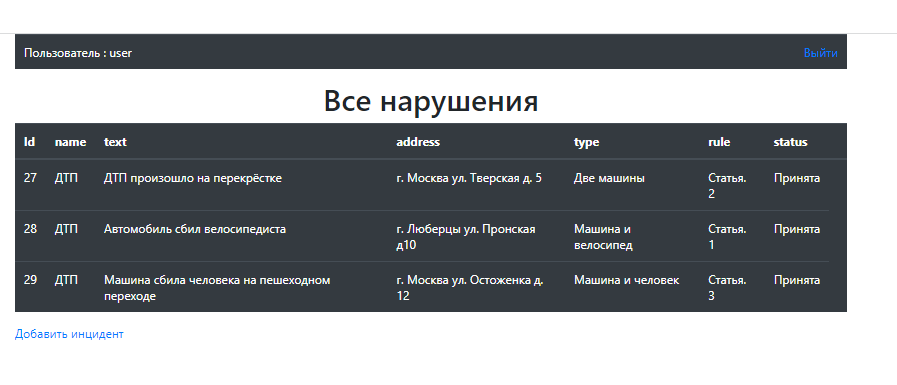 Пользователь : user Выйти
Все нарушения
Id name text address type rule status
27 ДТП ДТП произошло на перекрёстке г. Москва ул. Тверская д. 5 Две машины Статья. Принята
2
28 ДТП Автомобиль сбил велосипедиста г. Люберцы ул. Пронская Машина и Статья. Принята
д10 велосипед 1
29 ДТП Машина сбила человека на пешеходном г. Москва ул. Остоженка д. Машина и человек Статья. Принята
переходе 12 3
Добавить инцидент